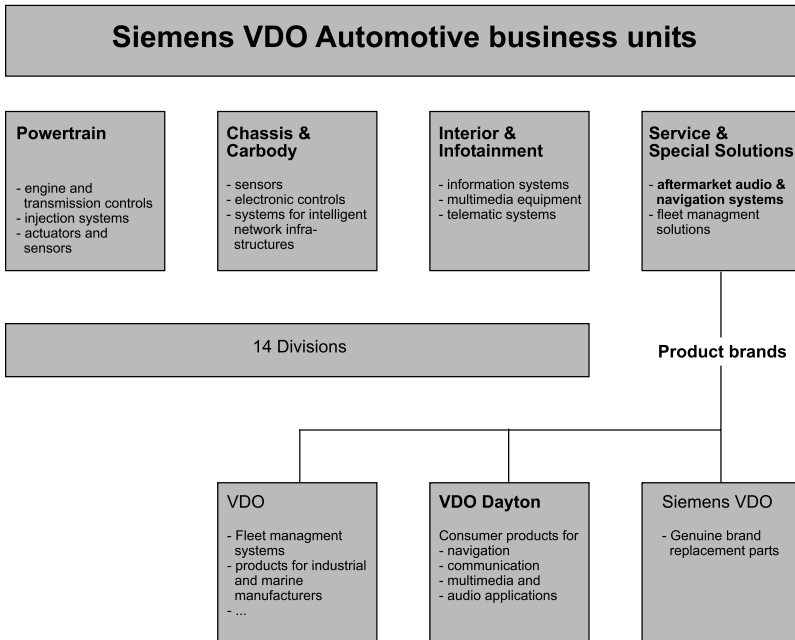 Siemens VDO Automotive business units
Powertrain
- engine and
transmission controls
- injection systems
- actuators and
sensors
Chassis &
Carbody
- sensors
- electronic controls
- systems for intelligent
network infra-
structures
Interior &
Infotainment
- information systems
- multimedia equipment
- telematic systems
Service &
Special Solutions
- aftermarket audio &
navigation systems
- fleet managment
solutions
14 Divisions
Product brands
VDO
- Fleet managment
systems
- products for industrial
and marine
manufacturers
- ...
VDO Dayton
Consumer products for
- navigation
- communication
- multimedia and
- audio applications
Siemens VDO
- Genuine brand
replacement parts